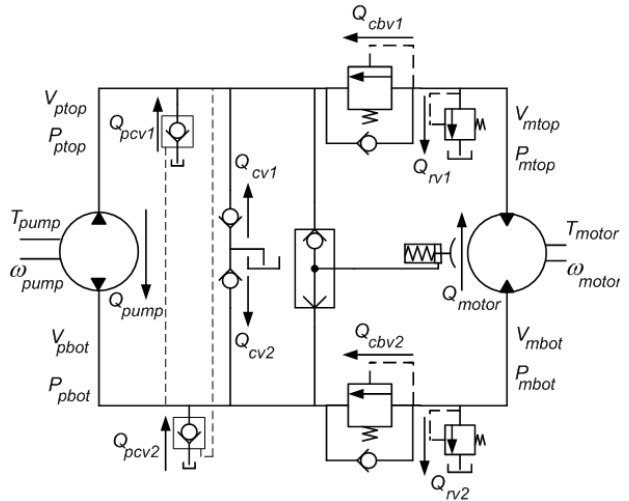 Q_cbv1
V_ptop
P_ptop
Q_pcv1
Q_cv1
Q_rv1
V_mtop
P_mtop
T_pump
ω_pump
Q_pump
T_motor
ω_motor
Q_motor
V_pbot
P_pbot
Q_cv2
Q_cbv2
V_mbot
P_mbot
Q_pcv2
Q_rv2